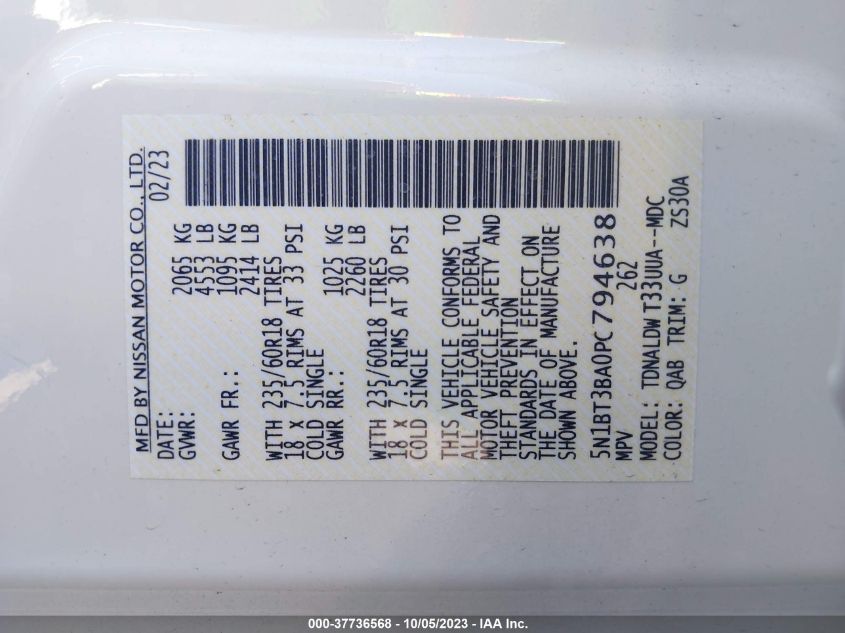 MFD BY NISSAN MOTOR CO., LTD.
DATE: 02/23
GVWR: 2065 KG
4553 LB
GAWR FR.: 1095 KG
2414 LB
WITH 235/60R18 TIRES
18 X 7.5 RIMS AT 33 PSI
COLD SINGLE
GAWR RR.: 1025 KG
2260 LB
WITH 235/60R18 TIRES
18 X 7.5 RIMS AT 30 PSI
COLD SINGLE
THIS VEHICLE CONFORMS TO
ALL APPLICABLE FEDERAL
MOTOR VEHICLE SAFETY AND
THEFT PREVENTION
STANDARDS IN EFFECT ON
THE DATE OF MANUFACTURE
SHOWN ABOVE.
5N1BT3BA0PC794638
MPV 262
MODEL: TDNALDWT33UUA--MDC
COLOR: QAB TRIM: G ZS30A
000-37736568 - 10/05/2023 - IAA Inc.